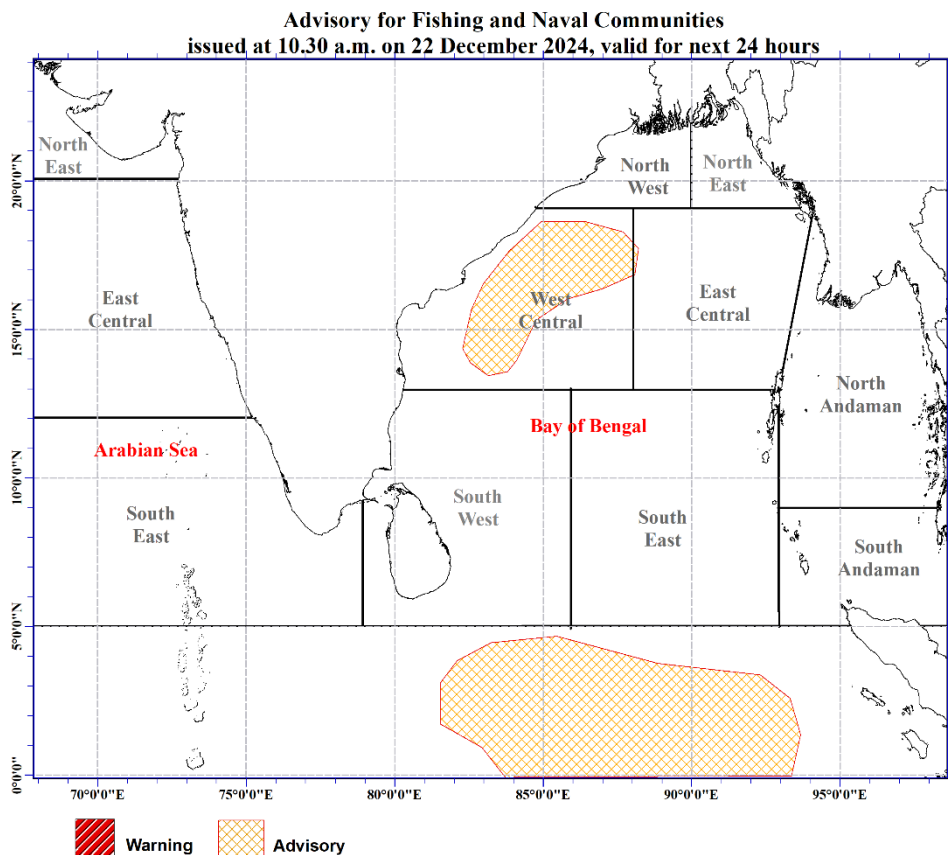 Advisory for Fishing and Naval Communities
issued at 10.30 a.m. on 22 December 2024, valid for next 24 hours
North
East
North
West
North
East
20°0'0"N
East
Central
West
Central
East
Central
15°0'0"N
North
Andaman
Arabian Sea
Bay of Bengal
10°0'0"N
South
East
South
West
South
East
South
Andaman
5°0'0"N
0°0'0"
70°0'0"E
75°0'0"E
80°0'0"E
85°0'0"E
90°0'0"E
95°0'0"E
Warning
Advisory